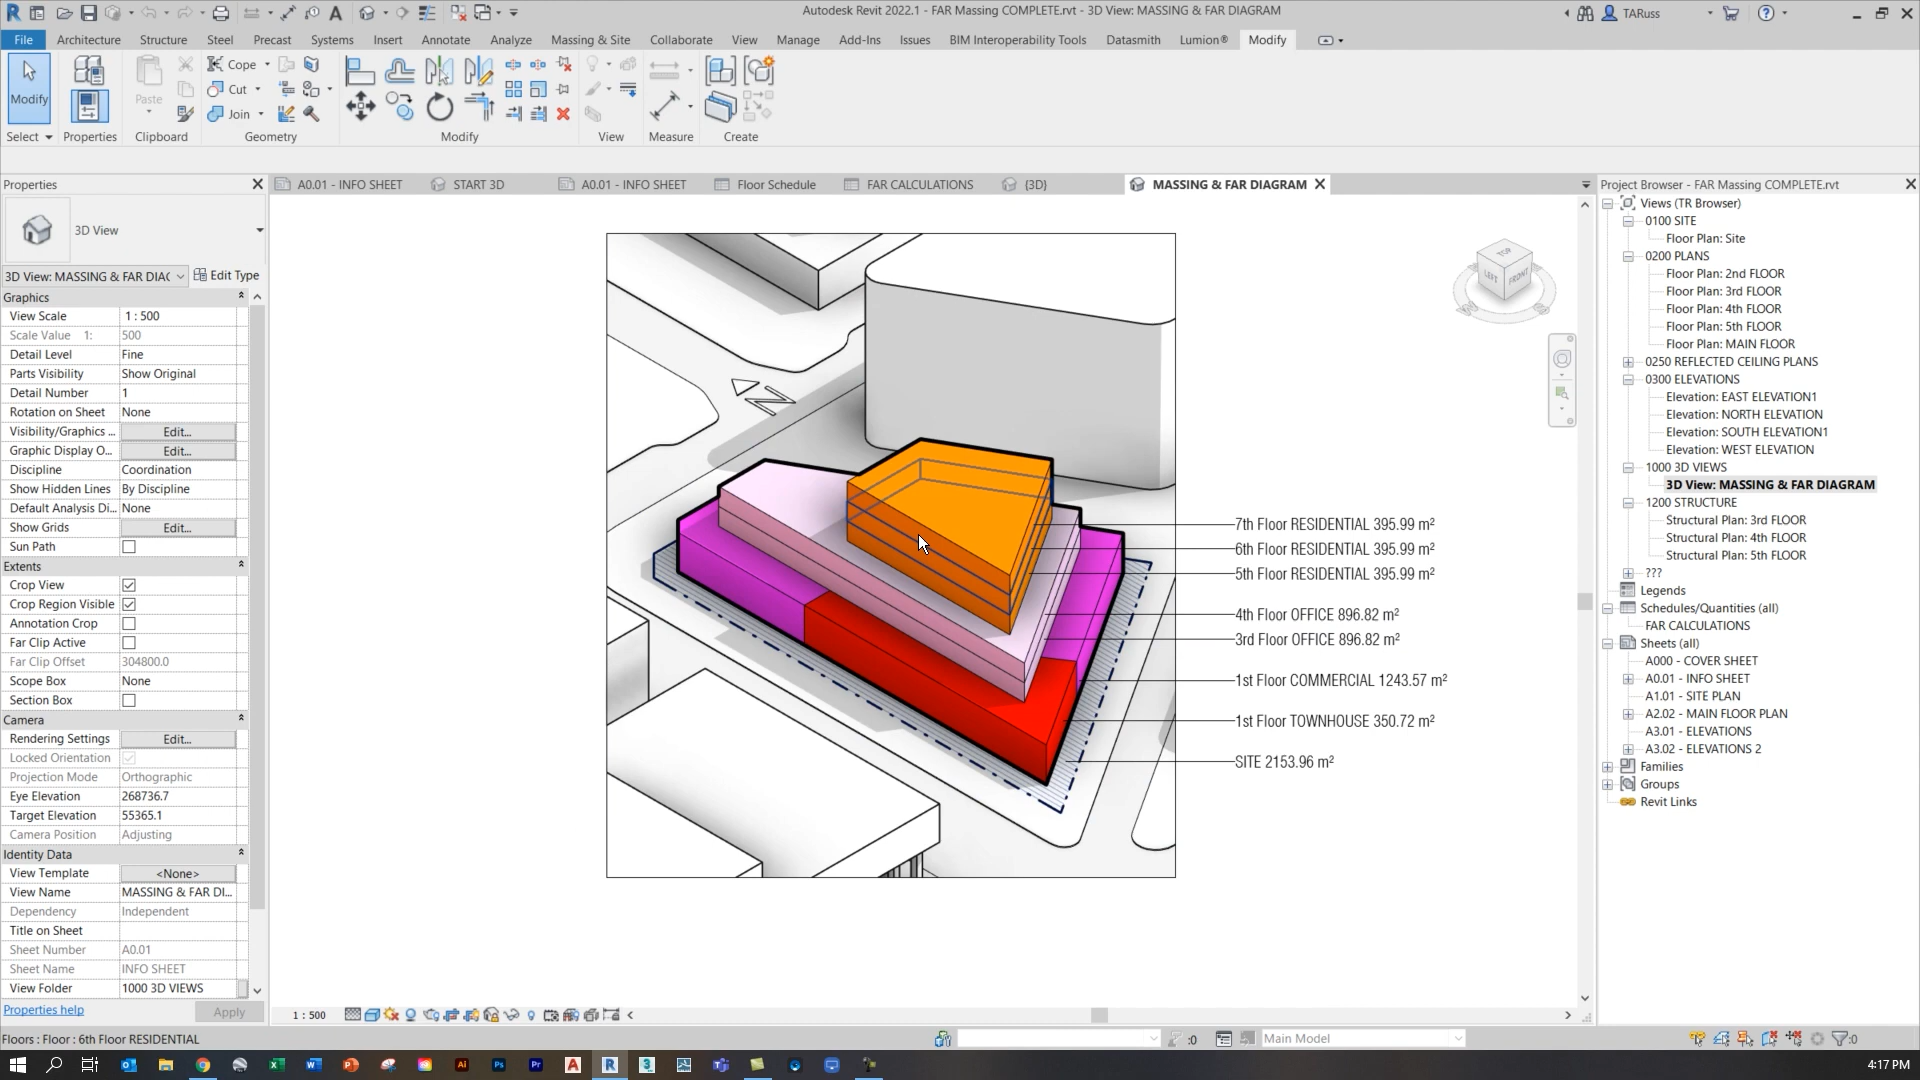 Autodesk Revit 2022.1 - FAR Massing COMPLETE.rvt - 3D View: MASSING & FAR DIAGRAM
TARuss
File Architecture Structure Steel Precast Systems Insert Annotate Analyze Massing & Site Collaborate View Manage Add-Ins Issues BIM Interoperability Tools Datasmith Lumion® Modify
Modify
Paste
Cope
Cut
Join
Select Properties Clipboard Geometry Modify View Measure Create
Properties
A0.01 - INFO SHEET START 3D A0.01 - INFO SHEET Floor Schedule FAR CALCULATIONS {3D} MASSING & FAR DIAGRAM
3D View
3D View: MASSING & FAR DIAG Edit Type
Graphics
View Scale 1 : 500
Scale Value 1: 500
Detail Level Fine
Parts Visibility Show Original
Detail Number 1
Rotation on Sheet None
Visibility/Graphics ... Edit...
Graphic Display O... Edit...
Discipline Coordination
Show Hidden Lines By Discipline
Default Analysis Di... None
Show Grids Edit...
Sun Path
Extents
Crop View
Crop Region Visible
Annotation Crop
Far Clip Active
Far Clip Offset 304800.0
Scope Box None
Section Box
Camera
Rendering Settings Edit...
Locked Orientation
Projection Mode Orthographic
Eye Elevation 268736.7
Target Elevation 55365.1
Camera Position Adjusting
Identity Data
View Template <None>
View Name MASSING & FAR DI...
Dependency Independent
Title on Sheet
Sheet Number A0.01
Sheet Name INFO SHEET
View Folder 1000 3D VIEWS
Properties help Apply
N
TOP
LEFT FRONT
7th Floor RESIDENTIAL 395.99 m²
6th Floor RESIDENTIAL 395.99 m²
5th Floor RESIDENTIAL 395.99 m²
4th Floor OFFICE 896.82 m²
3rd Floor OFFICE 896.82 m²
1st Floor COMMERCIAL 1243.57 m²
1st Floor TOWNHOUSE 350.72 m²
SITE 2153.96 m²
Project Browser - FAR Massing COMPLETE.rvt
Views (TR Browser)
0100 SITE
Floor Plan: Site
0200 PLANS
Floor Plan: 2nd FLOOR
Floor Plan: 3rd FLOOR
Floor Plan: 4th FLOOR
Floor Plan: 5th FLOOR
Floor Plan: MAIN FLOOR
0250 REFLECTED CEILING PLANS
0300 ELEVATIONS
Elevation: EAST ELEVATION1
Elevation: NORTH ELEVATION
Elevation: SOUTH ELEVATION1
Elevation: WEST ELEVATION
1000 3D VIEWS
3D View: MASSING & FAR DIAGRAM
1200 STRUCTURE
Structural Plan: 3rd FLOOR
Structural Plan: 4th FLOOR
Structural Plan: 5th FLOOR
???
Legends
Schedules/Quantities (all)
FAR CALCULATIONS
Sheets (all)
A000 - COVER SHEET
A0.01 - INFO SHEET
A1.01 - SITE PLAN
A2.02 - MAIN FLOOR PLAN
A3.01 - ELEVATIONS
A3.02 - ELEVATIONS 2
Families
Groups
Revit Links
1 : 500
Floors : Floor : 6th Floor RESIDENTIAL
:0
Main Model
:0
4:17 PM